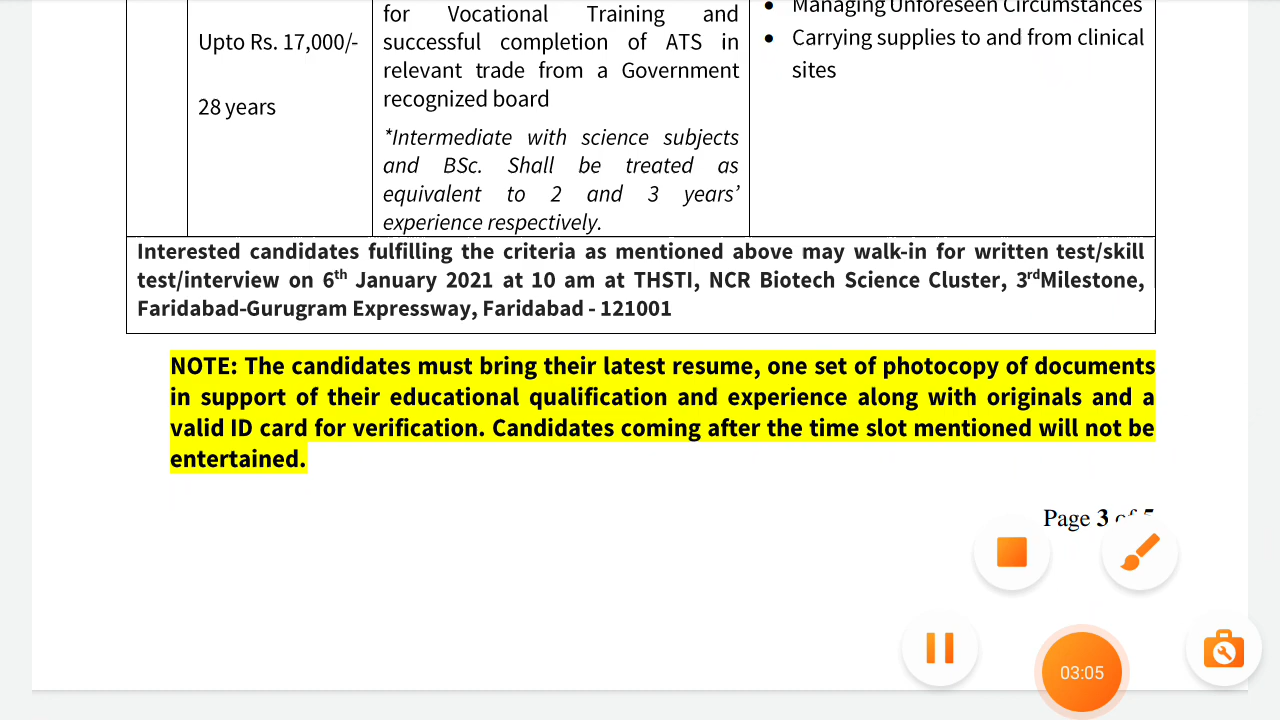 Upto Rs. 17,000/-
28 years
for Vocational Training and
successful completion of ATS in
relevant trade from a Government
recognized board
*Intermediate with science subjects
and BSc. Shall be treated as
equivalent to 2 and 3 years’
experience respectively.
Managing Unforeseen Circumstances
• Carrying supplies to and from clinical
sites
Interested candidates fulfilling the criteria as mentioned above may walk-in for written test/skill
test/interview on 6th January 2021 at 10 am at THSTI, NCR Biotech Science Cluster, 3rdMilestone,
Faridabad-Gurugram Expressway, Faridabad - 121001
NOTE: The candidates must bring their latest resume, one set of photocopy of documents
in support of their educational qualification and experience along with originals and a
valid ID card for verification. Candidates coming after the time slot mentioned will not be
entertained.
Page 3 of 5
03:05